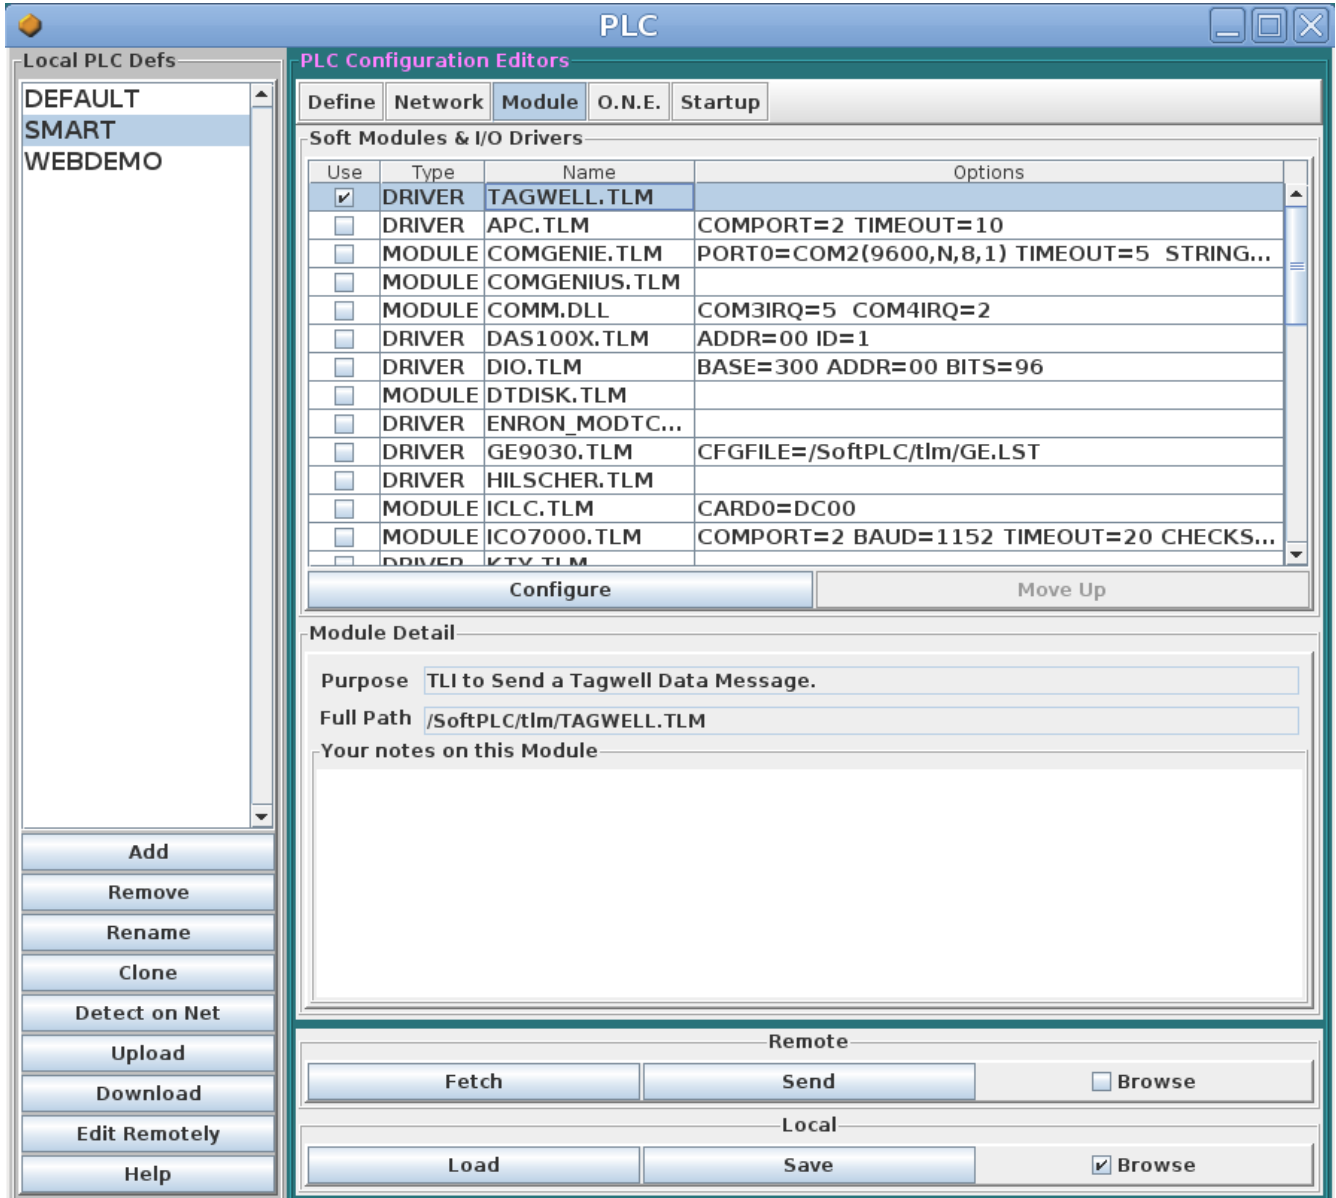 PLC
Local PLC Defs
DEFAULT
SMART
WEBDEMO
Add
Remove
Rename
Clone
Detect on Net
Upload
Download
Edit Remotely
Help
PLC Configuration Editors
Define Network Module O.N.E. Startup
Soft Modules & I/O Drivers
Use Type Name Options
DRIVER TAGWELL.TLM
DRIVER APC.TLM COMPORT=2 TIMEOUT=10
MODULE COMGENIE.TLM PORT0=COM2(9600,N,8,1) TIMEOUT=5 STRING...
MODULE COMGENIUS.TLM
MODULE COMM.DLL COM3IRQ=5 COM4IRQ=2
DRIVER DAS100X.TLM ADDR=00 ID=1
DRIVER DIO.TLM BASE=300 ADDR=00 BITS=96
MODULE DTDISK.TLM
DRIVER ENRON_MODTC...
DRIVER GE9030.TLM CFGFILE=/SoftPLC/tlm/GE.LST
DRIVER HILSCHER.TLM
MODULE ICLC.TLM CARD0=DC00
MODULE ICO7000.TLM COMPORT=2 BAUD=1152 TIMEOUT=20 CHECKS...
DRIVER KTX.TLM
Configure Move Up
Module Detail
Purpose TLI to Send a Tagwell Data Message.
Full Path /SoftPLC/tlm/TAGWELL.TLM
Your notes on this Module
Remote
Fetch Send Browse
Local
Load Save Browse